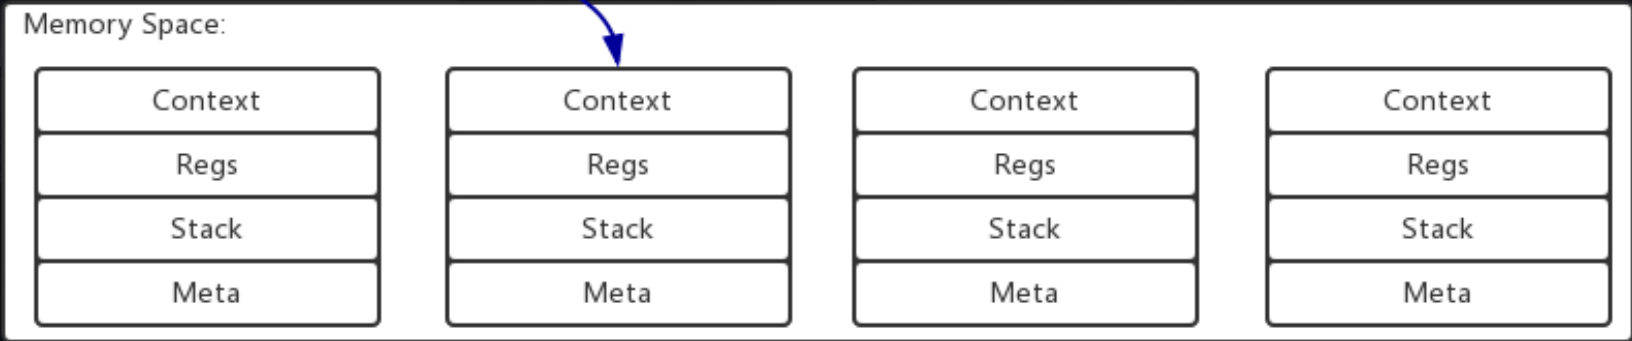 Memory Space:
Context Context Context Context
Regs Regs Regs Regs
Stack Stack Stack Stack
Meta Meta Meta Meta